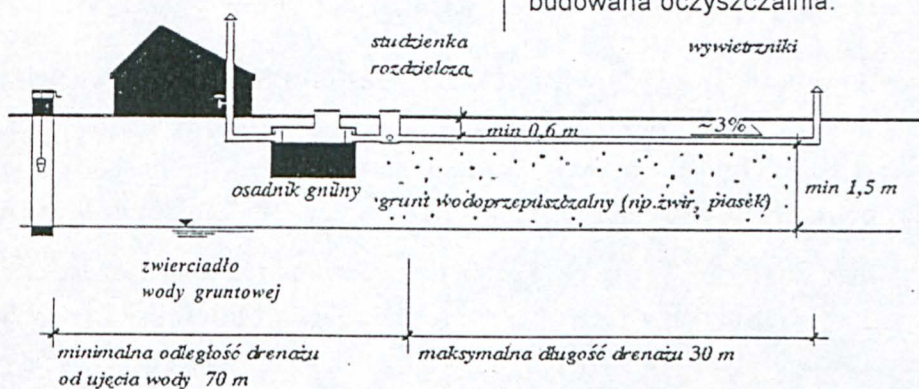 budowana oczyszczalnia.
studzienka
rozdzielcza
wywietrzniki
min 0,6 m
~3%
osadnik gnilny
grunt wodoprzepuszczalny (np.żwir, piasek)
min 1,5 m
zwierciadło
wody gruntowej
minimalna odległość drenażu
od ujęcia wody 70 m
maksymalna długość drenażu 30 m